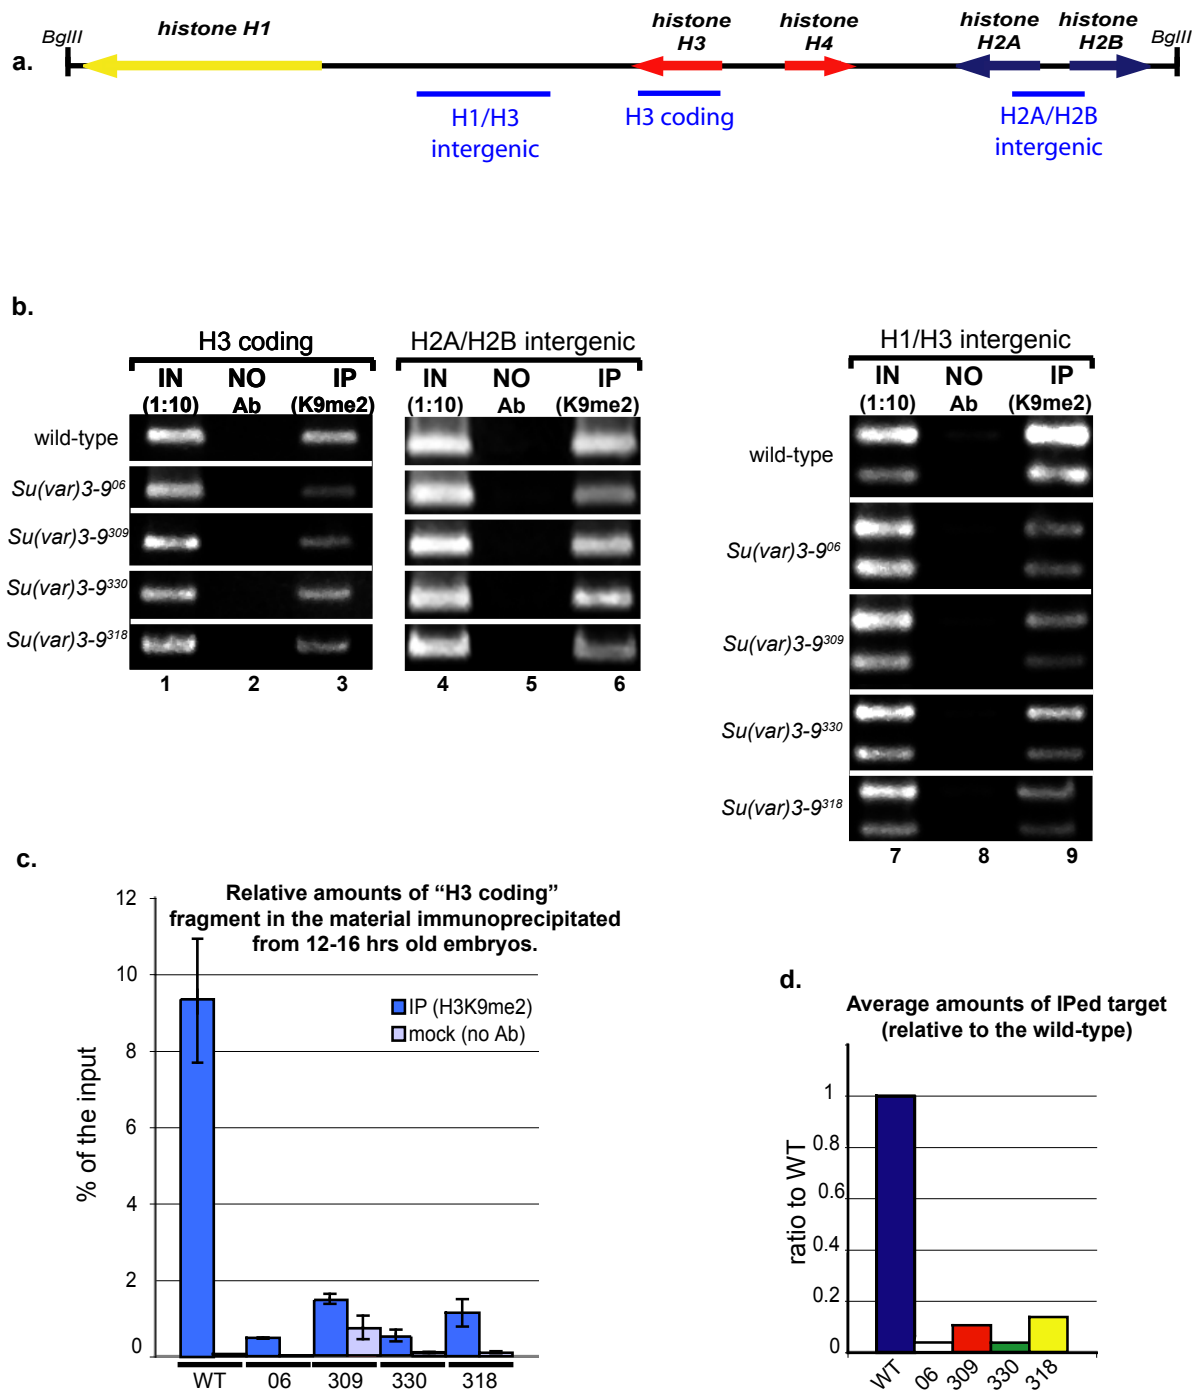 a.
BglII
histone H1
histone
H3
histone
H4
histone
H2A
histone
H2B
BglII
H1/H3
intergenic
H3 coding
H2A/H2B
intergenic
b.
H3 coding
IN
(1:10)
NO
Ab
IP
(K9me2)
H2A/H2B intergenic
IN
(1:10)
NO
Ab
IP
(K9me2)
wild-type
Su(var)3-9⁰⁶
Su(var)3-9³⁰⁹
Su(var)3-9³³⁰
Su(var)3-9³¹⁸
1 2 3 4 5 6
H1/H3 intergenic
IN
(1:10)
NO
Ab
IP
(K9me2)
wild-type
Su(var)3-9⁰⁶
Su(var)3-9³⁰⁹
Su(var)3-9³³⁰
Su(var)3-9³¹⁸
7 8 9
c.
Relative amounts of “H3 coding”
fragment in the material immunoprecipitated
from 12-16 hrs old embryos.
IP (H3K9me2)
mock (no Ab)
% of the input
12
10
8
6
4
2
0
WT 06 309 330 318
d.
Average amounts of IPed target
(relative to the wild-type)
ratio to WT
1
0.8
0.6
0.4
0.2
0
WT 06 309 330 318